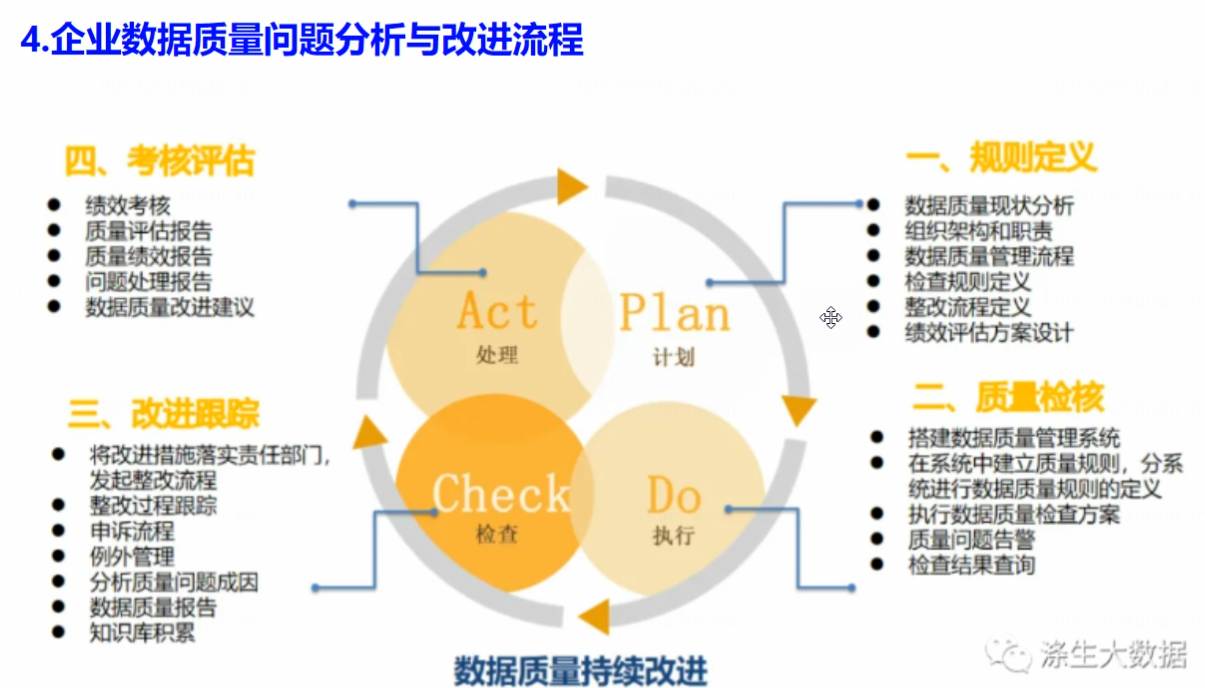 4.企业数据质量问题分析与改进流程
四、考核评估
绩效考核
质量评估报告
质量绩效报告
问题处理报告
数据质量改进建议
一、规则定义
数据质量现状分析
组织架构和职责
数据质量管理流程
检查规则定义
整改流程定义
绩效评估方案设计
Act
处理
Plan
计划
三、改进跟踪
将改进措施落实责任部门，
发起整改流程
整改过程跟踪
申诉流程
例外管理
分析质量问题成因
数据质量报告
知识库积累
二、质量检核
搭建数据质量管理系统
在系统中建立质量规则，分系
统进行数据质量规则的定义
执行数据质量检查方案
质量问题告警
检查结果查询
Check
检查
Do
执行
数据质量持续改进
涤生大数据